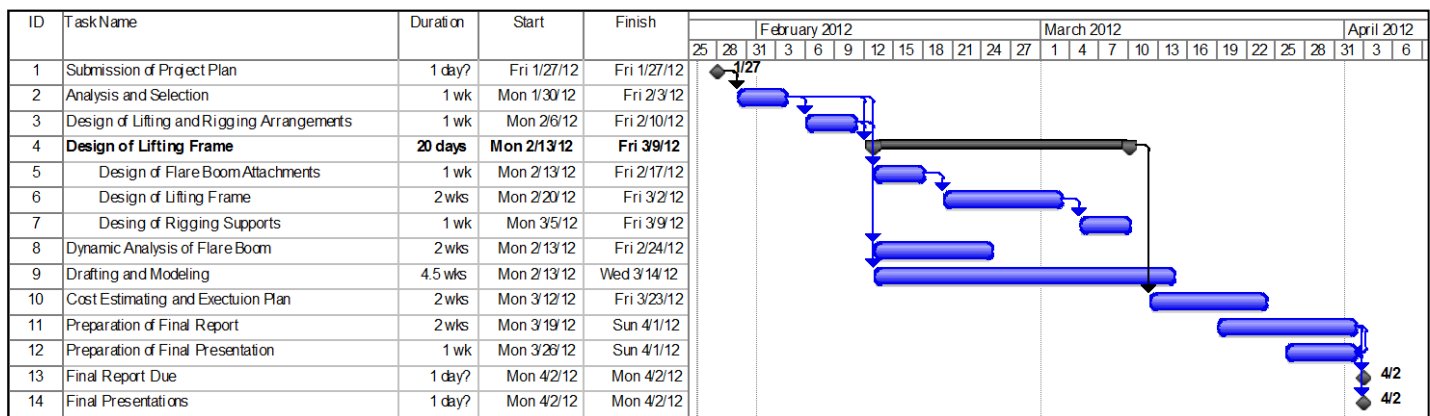 ID Task Name Duration Start Finish February 2012 March 2012 April 2012
25 28 31 3 6 9 12 15 18 21 24 27 1 4 7 10 13 16 19 22 25 28 31 3 6
1 Submission of Project Plan 1 day? Fri 1/27/12 Fri 1/27/12 1/27
2 Analysis and Selection 1 wk Mon 1/30/12 Fri 2/3/12
3 Design of Lifting and Rigging Arrangements 1 wk Mon 2/6/12 Fri 2/10/12
4 Design of Lifting Frame 20 days Mon 2/13/12 Fri 3/9/12
5 Design of Flare Boom Attachments 1 wk Mon 2/13/12 Fri 2/17/12
6 Design of Lifting Frame 2 wks Mon 2/20/12 Fri 3/2/12
7 Desing of Rigging Supports 1 wk Mon 3/5/12 Fri 3/9/12
8 Dynamic Analysis of Flare Boom 2 wks Mon 2/13/12 Fri 2/24/12
9 Drafting and Modeling 4.5 wks Mon 2/13/12 Wed 3/14/12
10 Cost Estimating and Exectuion Plan 2 wks Mon 3/12/12 Fri 3/23/12
11 Preparation of Final Report 2 wks Mon 3/19/12 Sun 4/1/12
12 Preparation of Final Presentation 1 wk Mon 3/26/12 Sun 4/1/12
13 Final Report Due 1 day? Mon 4/2/12 Mon 4/2/12 4/2
14 Final Presentations 1 day? Mon 4/2/12 Mon 4/2/12 4/2